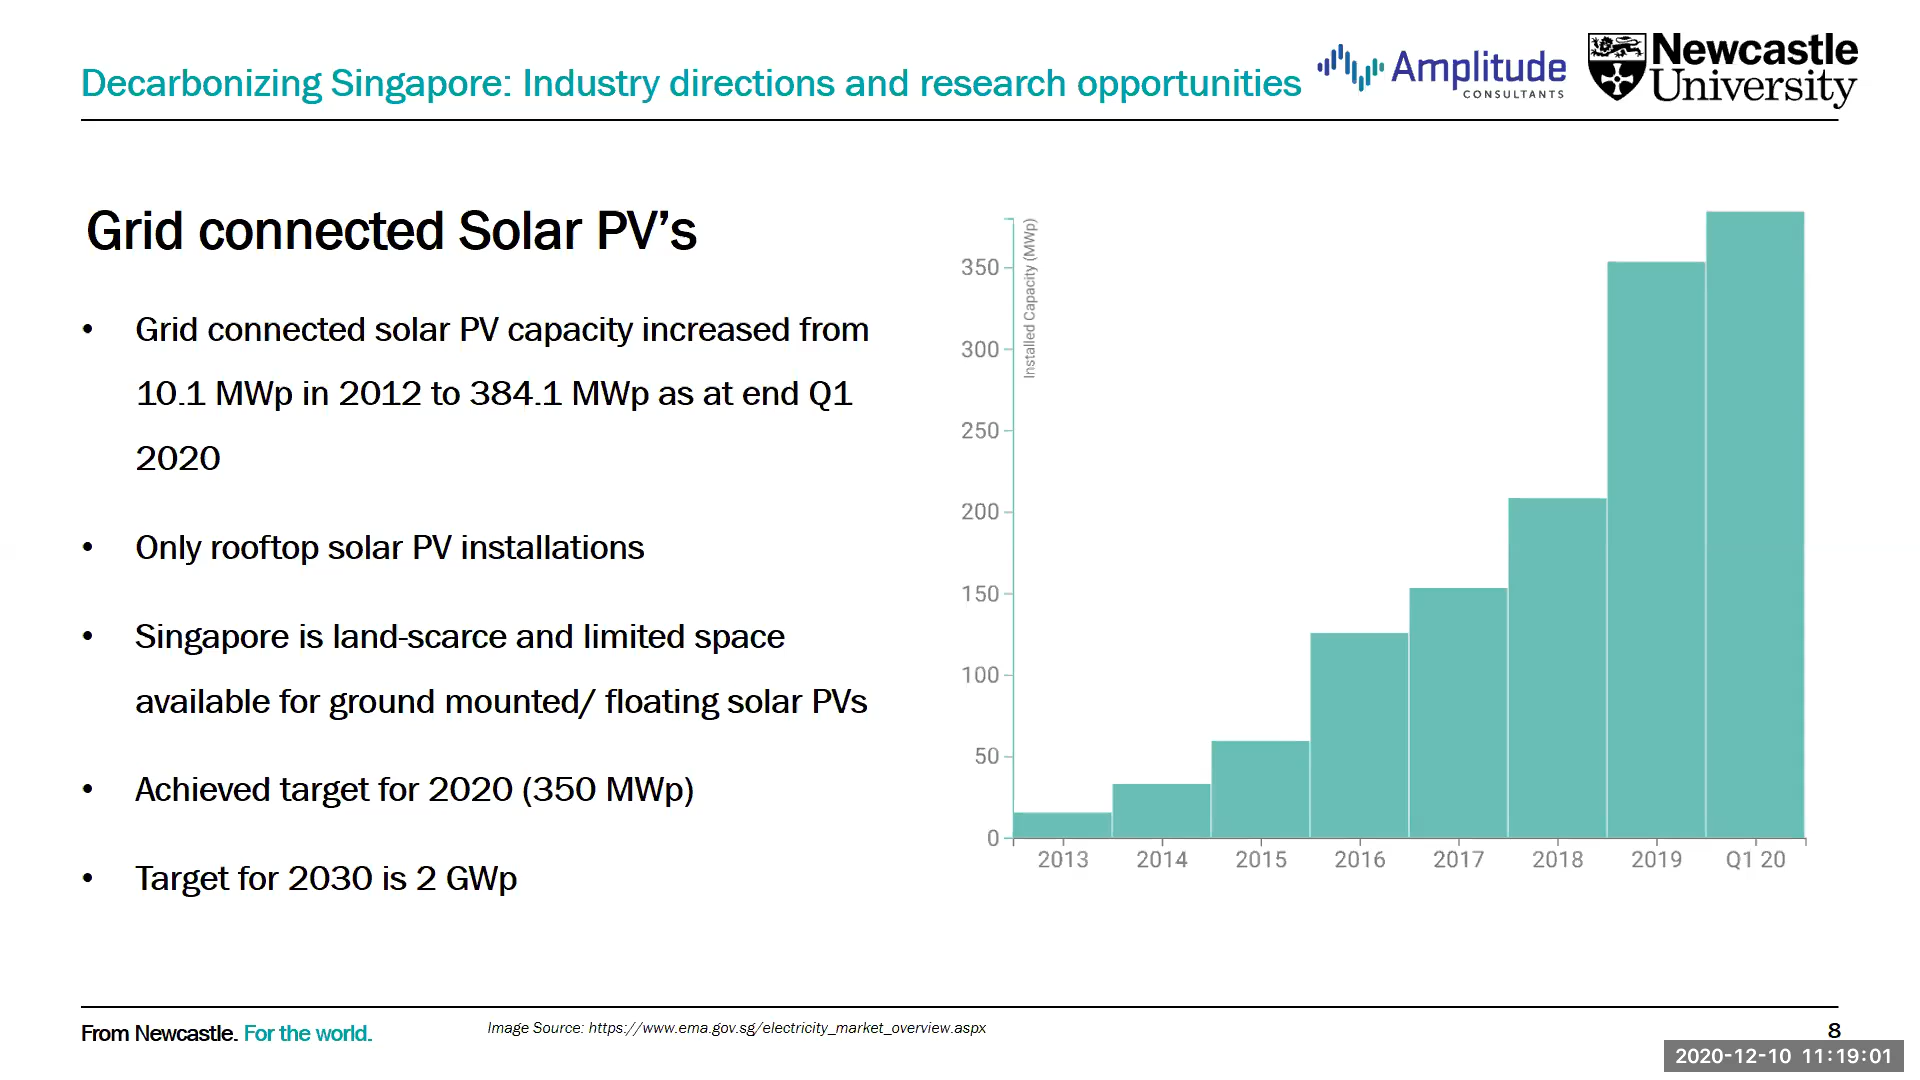 Decarbonizing Singapore: Industry directions and research opportunities
Amplitude
CONSULTANTS
Newcastle
University
Grid connected Solar PV’s
• Grid connected solar PV capacity increased from
10.1 MWp in 2012 to 384.1 MWp as at end Q1
2020
• Only rooftop solar PV installations
• Singapore is land-scarce and limited space
available for ground mounted/ floating solar PVs
• Achieved target for 2020 (350 MWp)
• Target for 2030 is 2 GWp
Installed Capacity (MWp)
350
300
250
200
150
100
50
0
2013 2014 2015 2016 2017 2018 2019 Q1 20
From Newcastle. For the world.
Image Source: https://www.ema.gov.sg/electricity_market_overview.aspx
8
2020-12-10 11:19:01